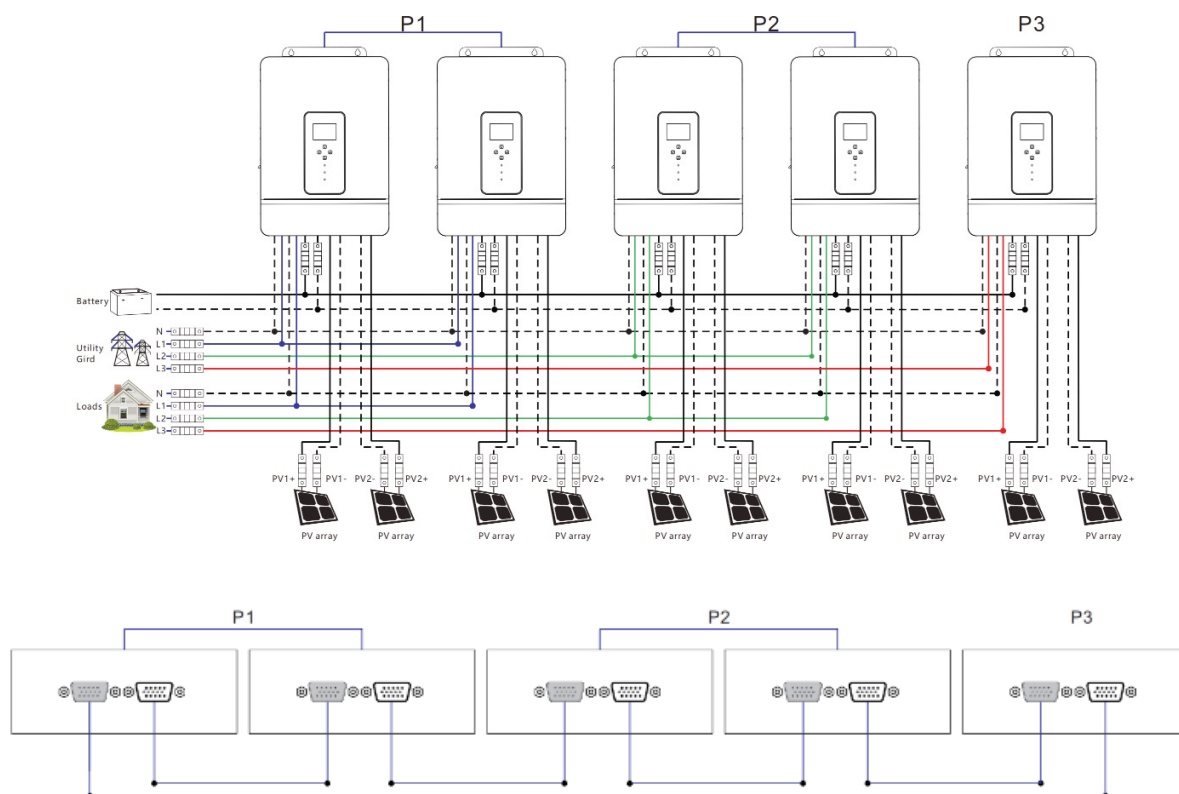 P1 P2 P3
Battery
N
Utility
Gird
L1
L2
L3
N
Loads
L1
L2
L3
PV1+ PV1- PV2- PV2+ PV1+ PV1- PV2- PV2+ PV1+ PV1- PV2- PV2+ PV1+ PV1- PV2- PV2+ PV1+ PV1- PV2- PV2+
PV array PV array PV array PV array PV array PV array PV array PV array PV array PV array
P1 P2 P3